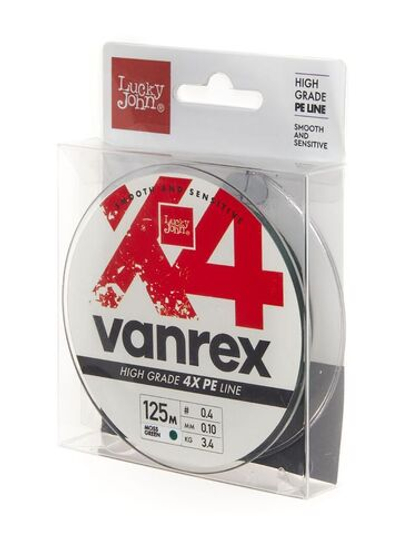 Lucky
John®
HIGH
GRADE
PE LINE
SMOOTH
AND
SENSITIVE
SMOOTH AND SENSITIVE
Lucky
John
X4
vanrex
HIGH GRADE 4X PE LINE
125M
MOSS
GREEN
# 0.4
MM 0.10
KG 3.4